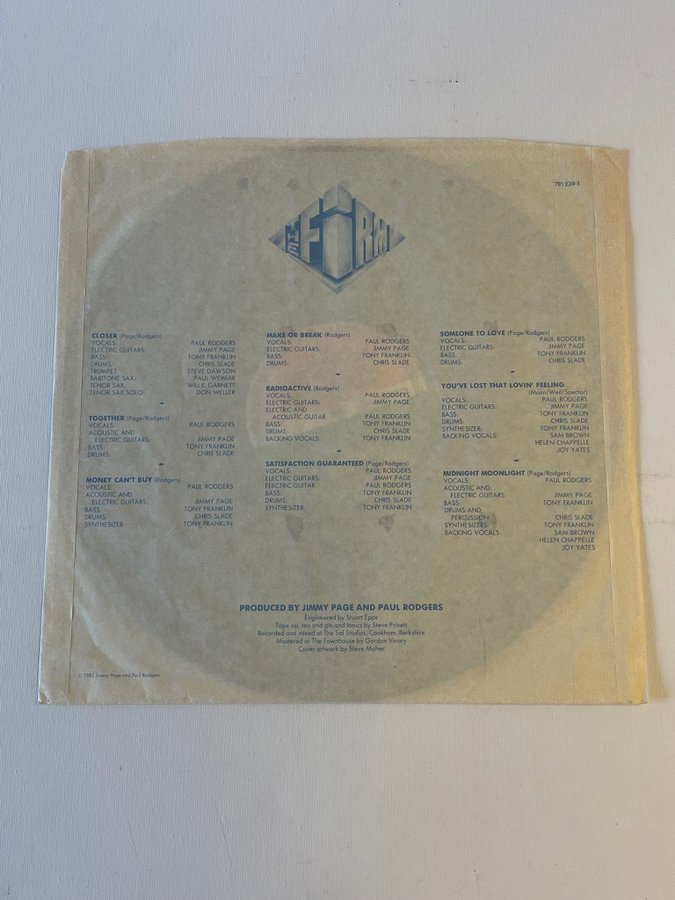 781239-1
THE FIRM
CLOSER (Page/Rodgers)
VOCALS: PAUL RODGERS
ELECTRIC GUITARS: JIMMY PAGE
BASS: TONY FRANKLIN
DRUMS: CHRIS SLADE
TRUMPET: STEVE DAWSON
BARITONE SAX: PAUL WEIMAR
TENOR SAX: WILLIE GARNETT
TENOR SAX SOLO: DON WELLER
TOGETHER (Page/Rodgers)
VOCALS: PAUL RODGERS
ACOUSTIC AND
ELECTRIC GUITARS: JIMMY PAGE
BASS: TONY FRANKLIN
DRUMS: CHRIS SLADE
MONEY CAN'T BUY (Rodgers)
VOCALS: PAUL RODGERS
ACOUSTIC AND
ELECTRIC GUITARS: JIMMY PAGE
BASS: TONY FRANKLIN
DRUMS: CHRIS SLADE
SYNTHESIZER: TONY FRANKLIN
MAKE OR BREAK (Rodgers)
VOCALS: PAUL RODGERS
ELECTRIC GUITARS: JIMMY PAGE
BASS: TONY FRANKLIN
DRUMS: CHRIS SLADE
RADIOACTIVE (Rodgers)
VOCALS: PAUL RODGERS
ELECTRIC GUITARS: JIMMY PAGE
ELECTRIC AND
ACOUSTIC GUITAR: PAUL RODGERS
BASS: TONY FRANKLIN
DRUMS: CHRIS SLADE
BACKING VOCALS: TONY FRANKLIN
SATISFACTION GUARANTEED (Page/Rodgers)
VOCALS: PAUL RODGERS
ELECTRIC GUITARS: JIMMY PAGE
ELECTRIC GUITAR: PAUL RODGERS
BASS: TONY FRANKLIN
DRUMS: CHRIS SLADE
SYNTHESIZER: TONY FRANKLIN
SOMEONE TO LOVE (Page/Rodgers)
VOCALS: PAUL RODGERS
ELECTRIC GUITARS: JIMMY PAGE
BASS: TONY FRANKLIN
DRUMS: CHRIS SLADE
YOU'VE LOST THAT LOVIN' FEELING
(Mann/Weil/Spector)
VOCALS: PAUL RODGERS
ELECTRIC GUITARS: JIMMY PAGE
BASS: TONY FRANKLIN
DRUMS: CHRIS SLADE
SYNTHESIZER: TONY FRANKLIN
BACKING VOCALS: SAM BROWN
HELEN CHAPPELLE
JOY YATES
MIDNIGHT MOONLIGHT (Page/Rodgers)
VOCALS: PAUL RODGERS
ACOUSTIC AND
ELECTRIC GUITARS: JIMMY PAGE
BASS: TONY FRANKLIN
DRUMS AND
PERCUSSION: CHRIS SLADE
SYNTHESIZERS: TONY FRANKLIN
BACKING VOCALS: SAM BROWN
HELEN CHAPPELLE
JOY YATES
PRODUCED BY JIMMY PAGE AND PAUL RODGERS
Engineered by Stuart Epps
Tape op, tea and gin and tonics by Steve Privett
Recorded and mixed at The Sol Studios, Cookham, Berkshire
Mastered at The Townhouse by Gordon Vicary
Cover artwork by Steve Maher
© 1985 Jimmy Page and Paul Rodgers